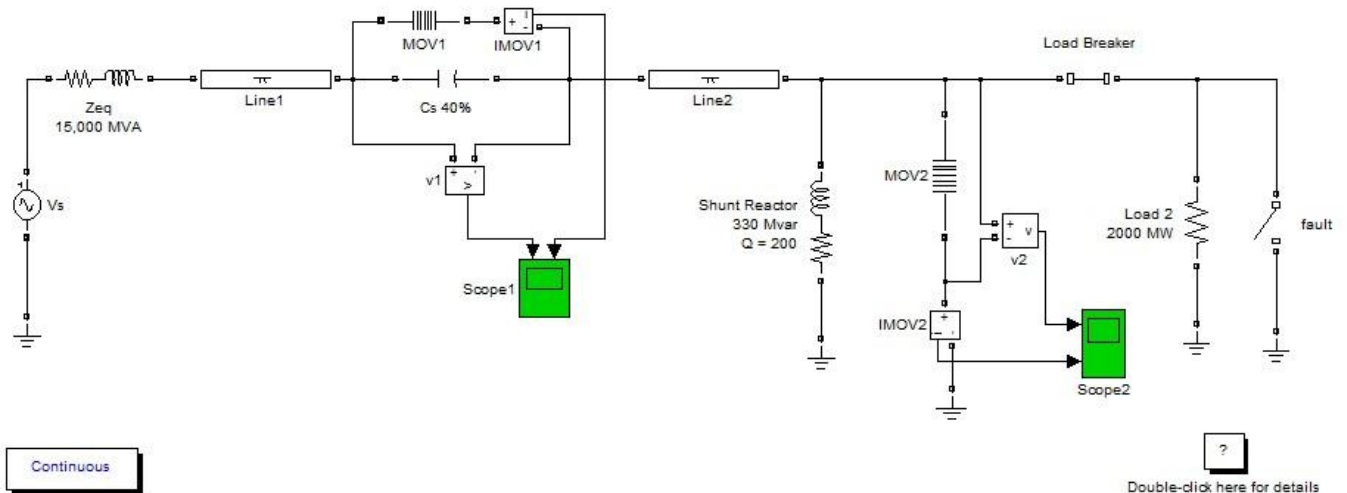 MOV1
IMOV1
Load Breaker
Zeq
15,000 MVA
Line1
Cs 40%
Line2
v1
v
Vs
MOV2
Shunt Reactor
330 Mvar
Q = 200
v
v2
Load 2
2000 MW
fault
Scope1
IMOV2
Scope2
Continuous
?
Double-click here for details